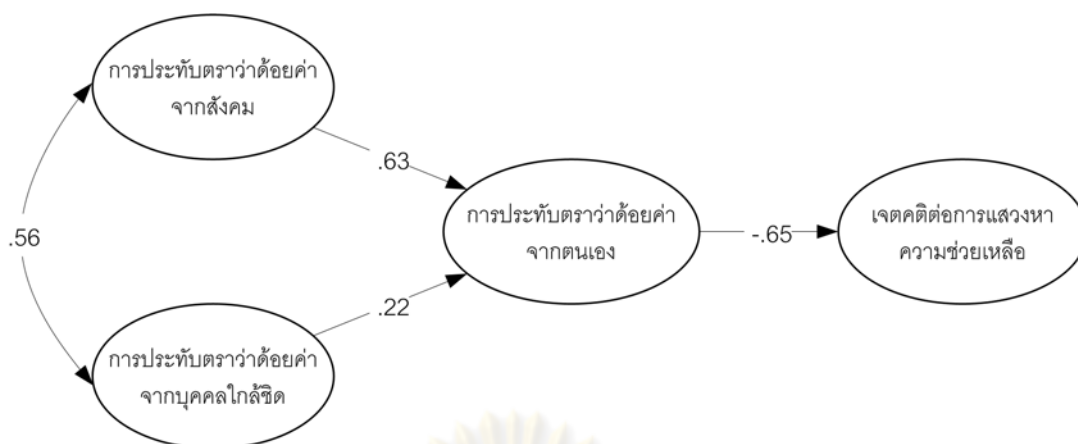 การประทับตราว่าด้อยค่า
จากสังคม
.63
การประทับตราว่าด้อยค่า
จากตนเอง
-.65
เจตคติต่อการแสวงหา
ความช่วยเหลือ
.56
.22
การประทับตราว่าด้อยค่า
จากบุคคลใกล้ชิด